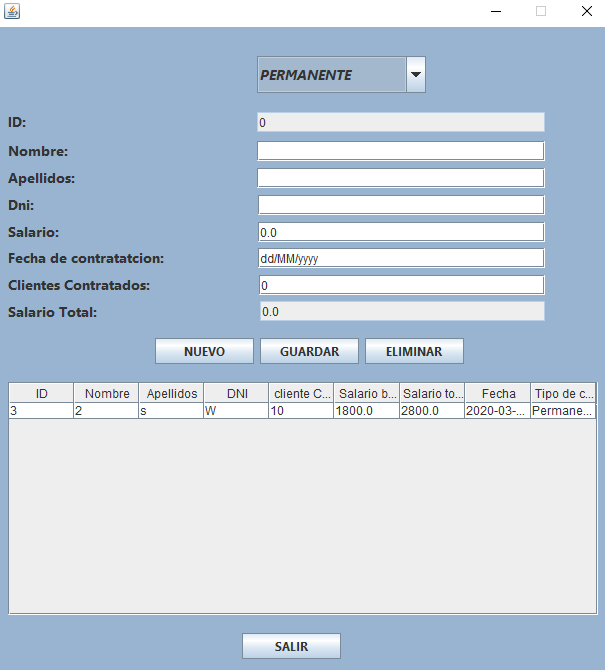 PERMANENTE
ID: 0
Nombre:
Apellidos:
Dni:
Salario: 0.0
Fecha de contratatcion: dd/MM/yyyy
Clientes Contratados: 0
Salario Total: 0.0
NUEVO GUARDAR ELIMINAR
ID Nombre Apellidos DNI cliente C... Salario b... Salario to... Fecha Tipo de c...
3 2 s W 10 1800.0 2800.0 2020-03-... Permane...
SALIR